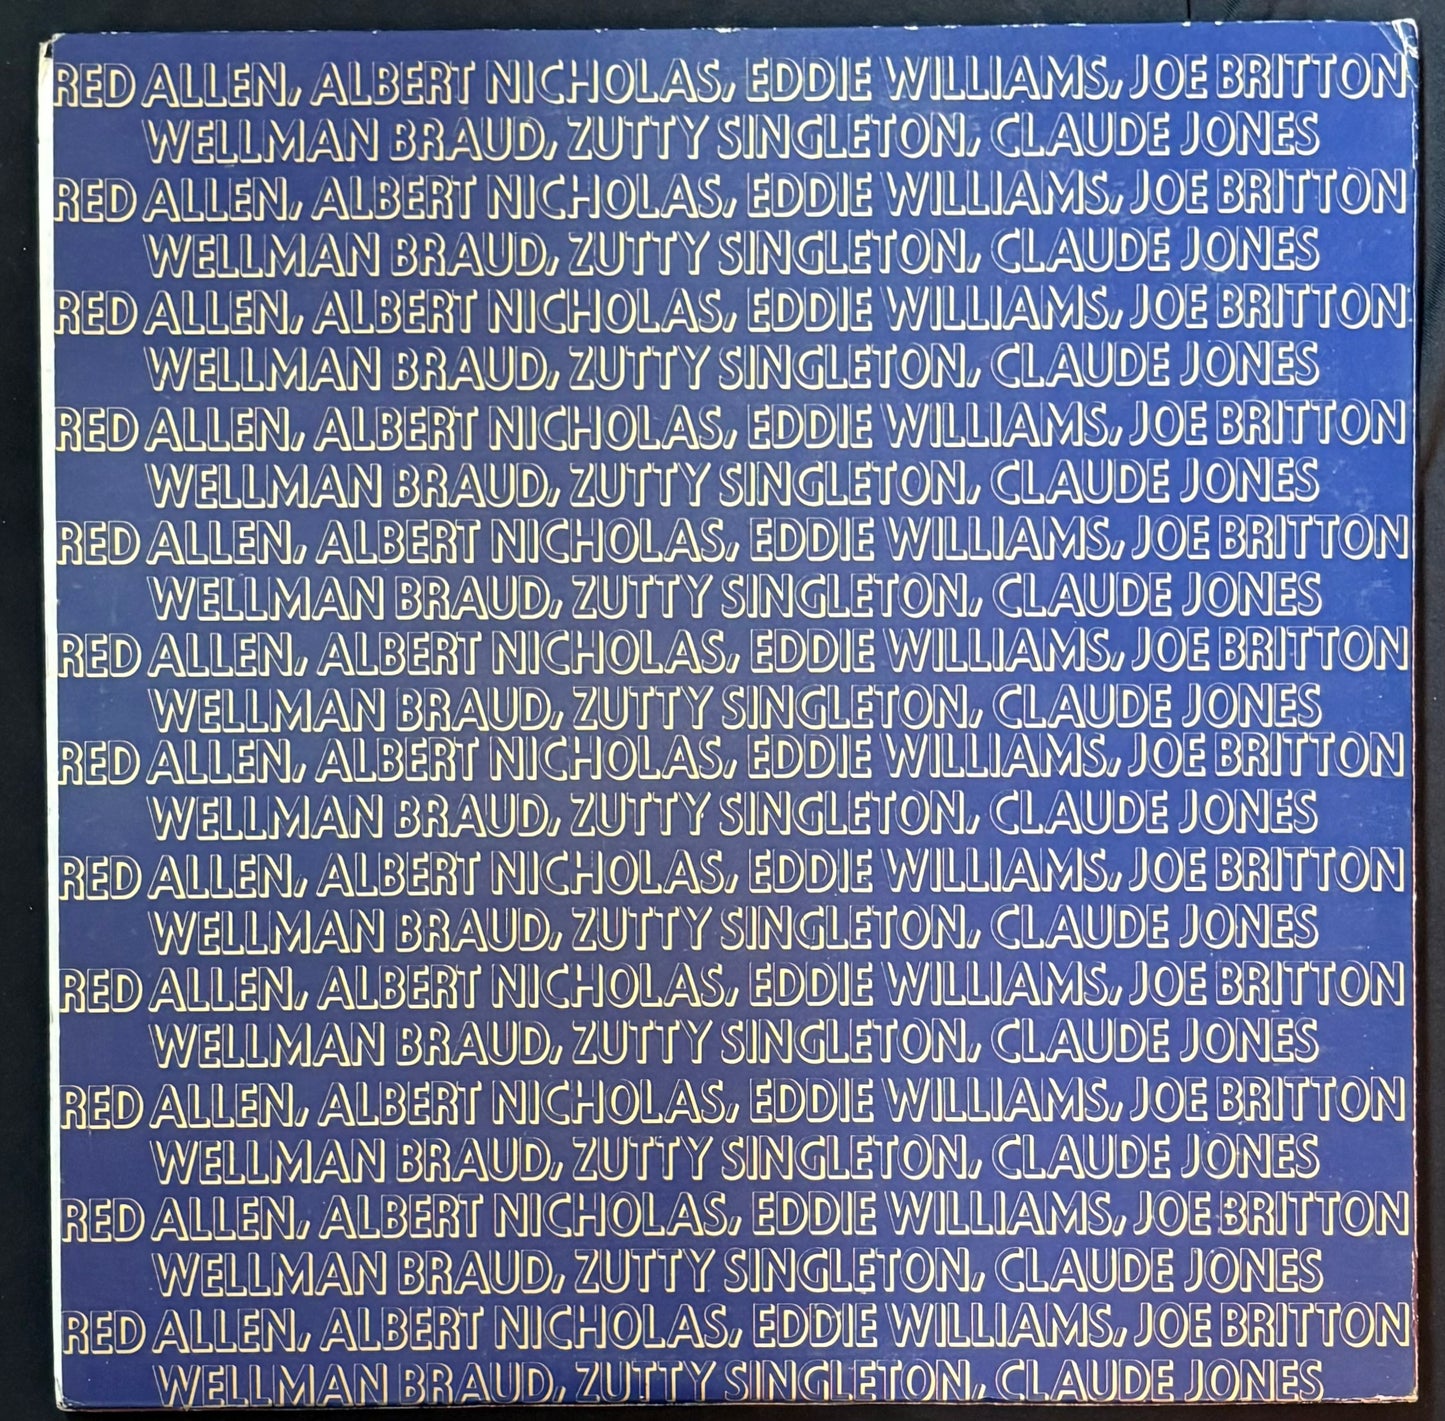 RED ALLEN, ALBERT NICHOLAS, EDDIE WILLIAMS, JOE BRITTON
WELLMAN BRAUD, ZUTTY SINGLETON, CLAUDE JONES
RED ALLEN, ALBERT NICHOLAS, EDDIE WILLIAMS, JOE BRITTON
WELLMAN BRAUD, ZUTTY SINGLETON, CLAUDE JONES
RED ALLEN, ALBERT NICHOLAS, EDDIE WILLIAMS, JOE BRITTON
WELLMAN BRAUD, ZUTTY SINGLETON, CLAUDE JONES
RED ALLEN, ALBERT NICHOLAS, EDDIE WILLIAMS, JOE BRITTON
WELLMAN BRAUD, ZUTTY SINGLETON, CLAUDE JONES
RED ALLEN, ALBERT NICHOLAS, EDDIE WILLIAMS, JOE BRITTON
WELLMAN BRAUD, ZUTTY SINGLETON, CLAUDE JONES
RED ALLEN, ALBERT NICHOLAS, EDDIE WILLIAMS, JOE BRITTON
WELLMAN BRAUD, ZUTTY SINGLETON, CLAUDE JONES
RED ALLEN, ALBERT NICHOLAS, EDDIE WILLIAMS, JOE BRITTON
WELLMAN BRAUD, ZUTTY SINGLETON, CLAUDE JONES
RED ALLEN, ALBERT NICHOLAS, EDDIE WILLIAMS, JOE BRITTON
WELLMAN BRAUD, ZUTTY SINGLETON, CLAUDE JONES
RED ALLEN, ALBERT NICHOLAS, EDDIE WILLIAMS, JOE BRITTON
WELLMAN BRAUD, ZUTTY SINGLETON, CLAUDE JONES
RED ALLEN, ALBERT NICHOLAS, EDDIE WILLIAMS, JOE BRITTON
WELLMAN BRAUD, ZUTTY SINGLETON, CLAUDE JONES
RED ALLEN, ALBERT NICHOLAS, EDDIE WILLIAMS, JOE BRITTON
WELLMAN BRAUD, ZUTTY SINGLETON, CLAUDE JONES
RED ALLEN, ALBERT NICHOLAS, EDDIE WILLIAMS, JOE BRITTON
WELLMAN BRAUD, ZUTTY SINGLETON, CLAUDE JONES